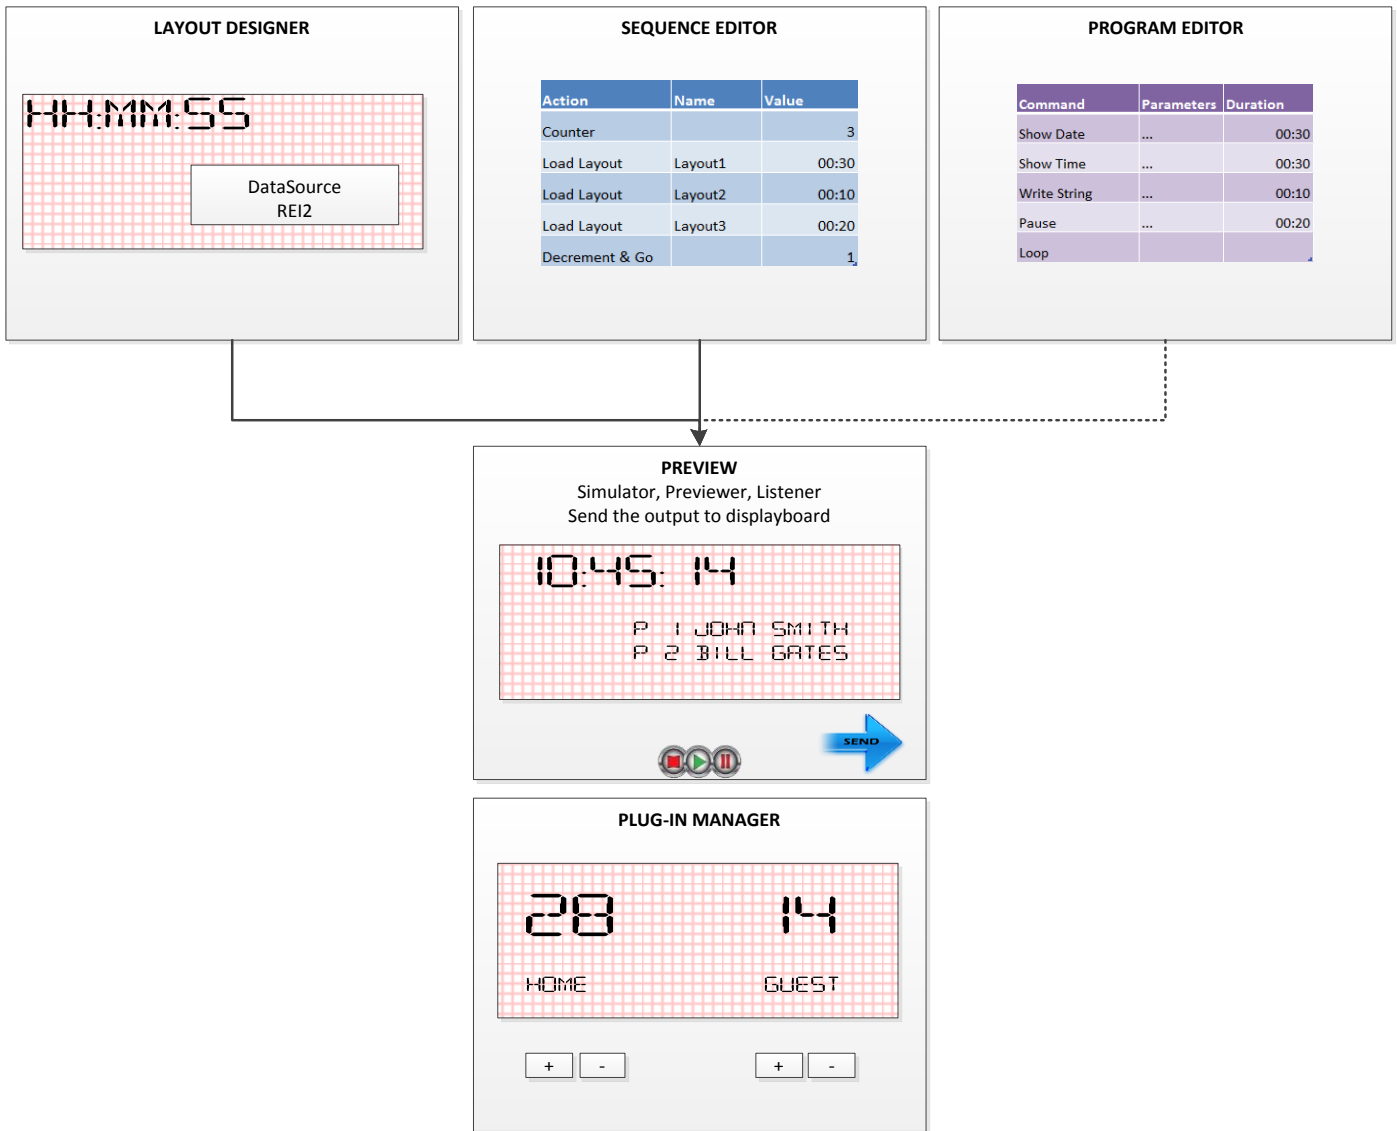 LAYOUT DESIGNER
HH:MM:SS
DataSource
REI2
SEQUENCE EDITOR
Action Name Value
Counter 3
Load Layout Layout1 00:30
Load Layout Layout2 00:10
Load Layout Layout3 00:20
Decrement & Go 1
PROGRAM EDITOR
Command Parameters Duration
Show Date ... 00:30
Show Time ... 00:30
Write String ... 00:10
Pause ... 00:20
Loop
PREVIEW
Simulator, Previewer, Listener
Send the output to displayboard
10:45: 14
P 1 JOHN SMITH
P 2 BILL GATES
SEND
PLUG-IN MANAGER
28 14
HOME GUEST
+ - + -